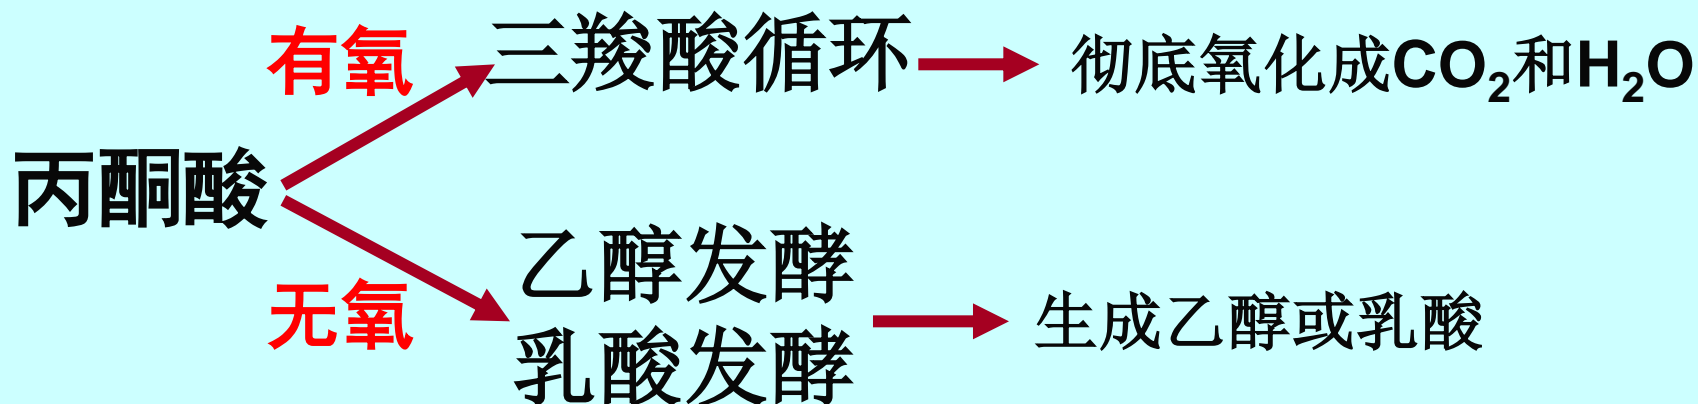 有氧
三羧酸循环
彻底氧化成CO2和H2O
丙酮酸
无氧
乙醇发酵
乳酸发酵
生成乙醇或乳酸